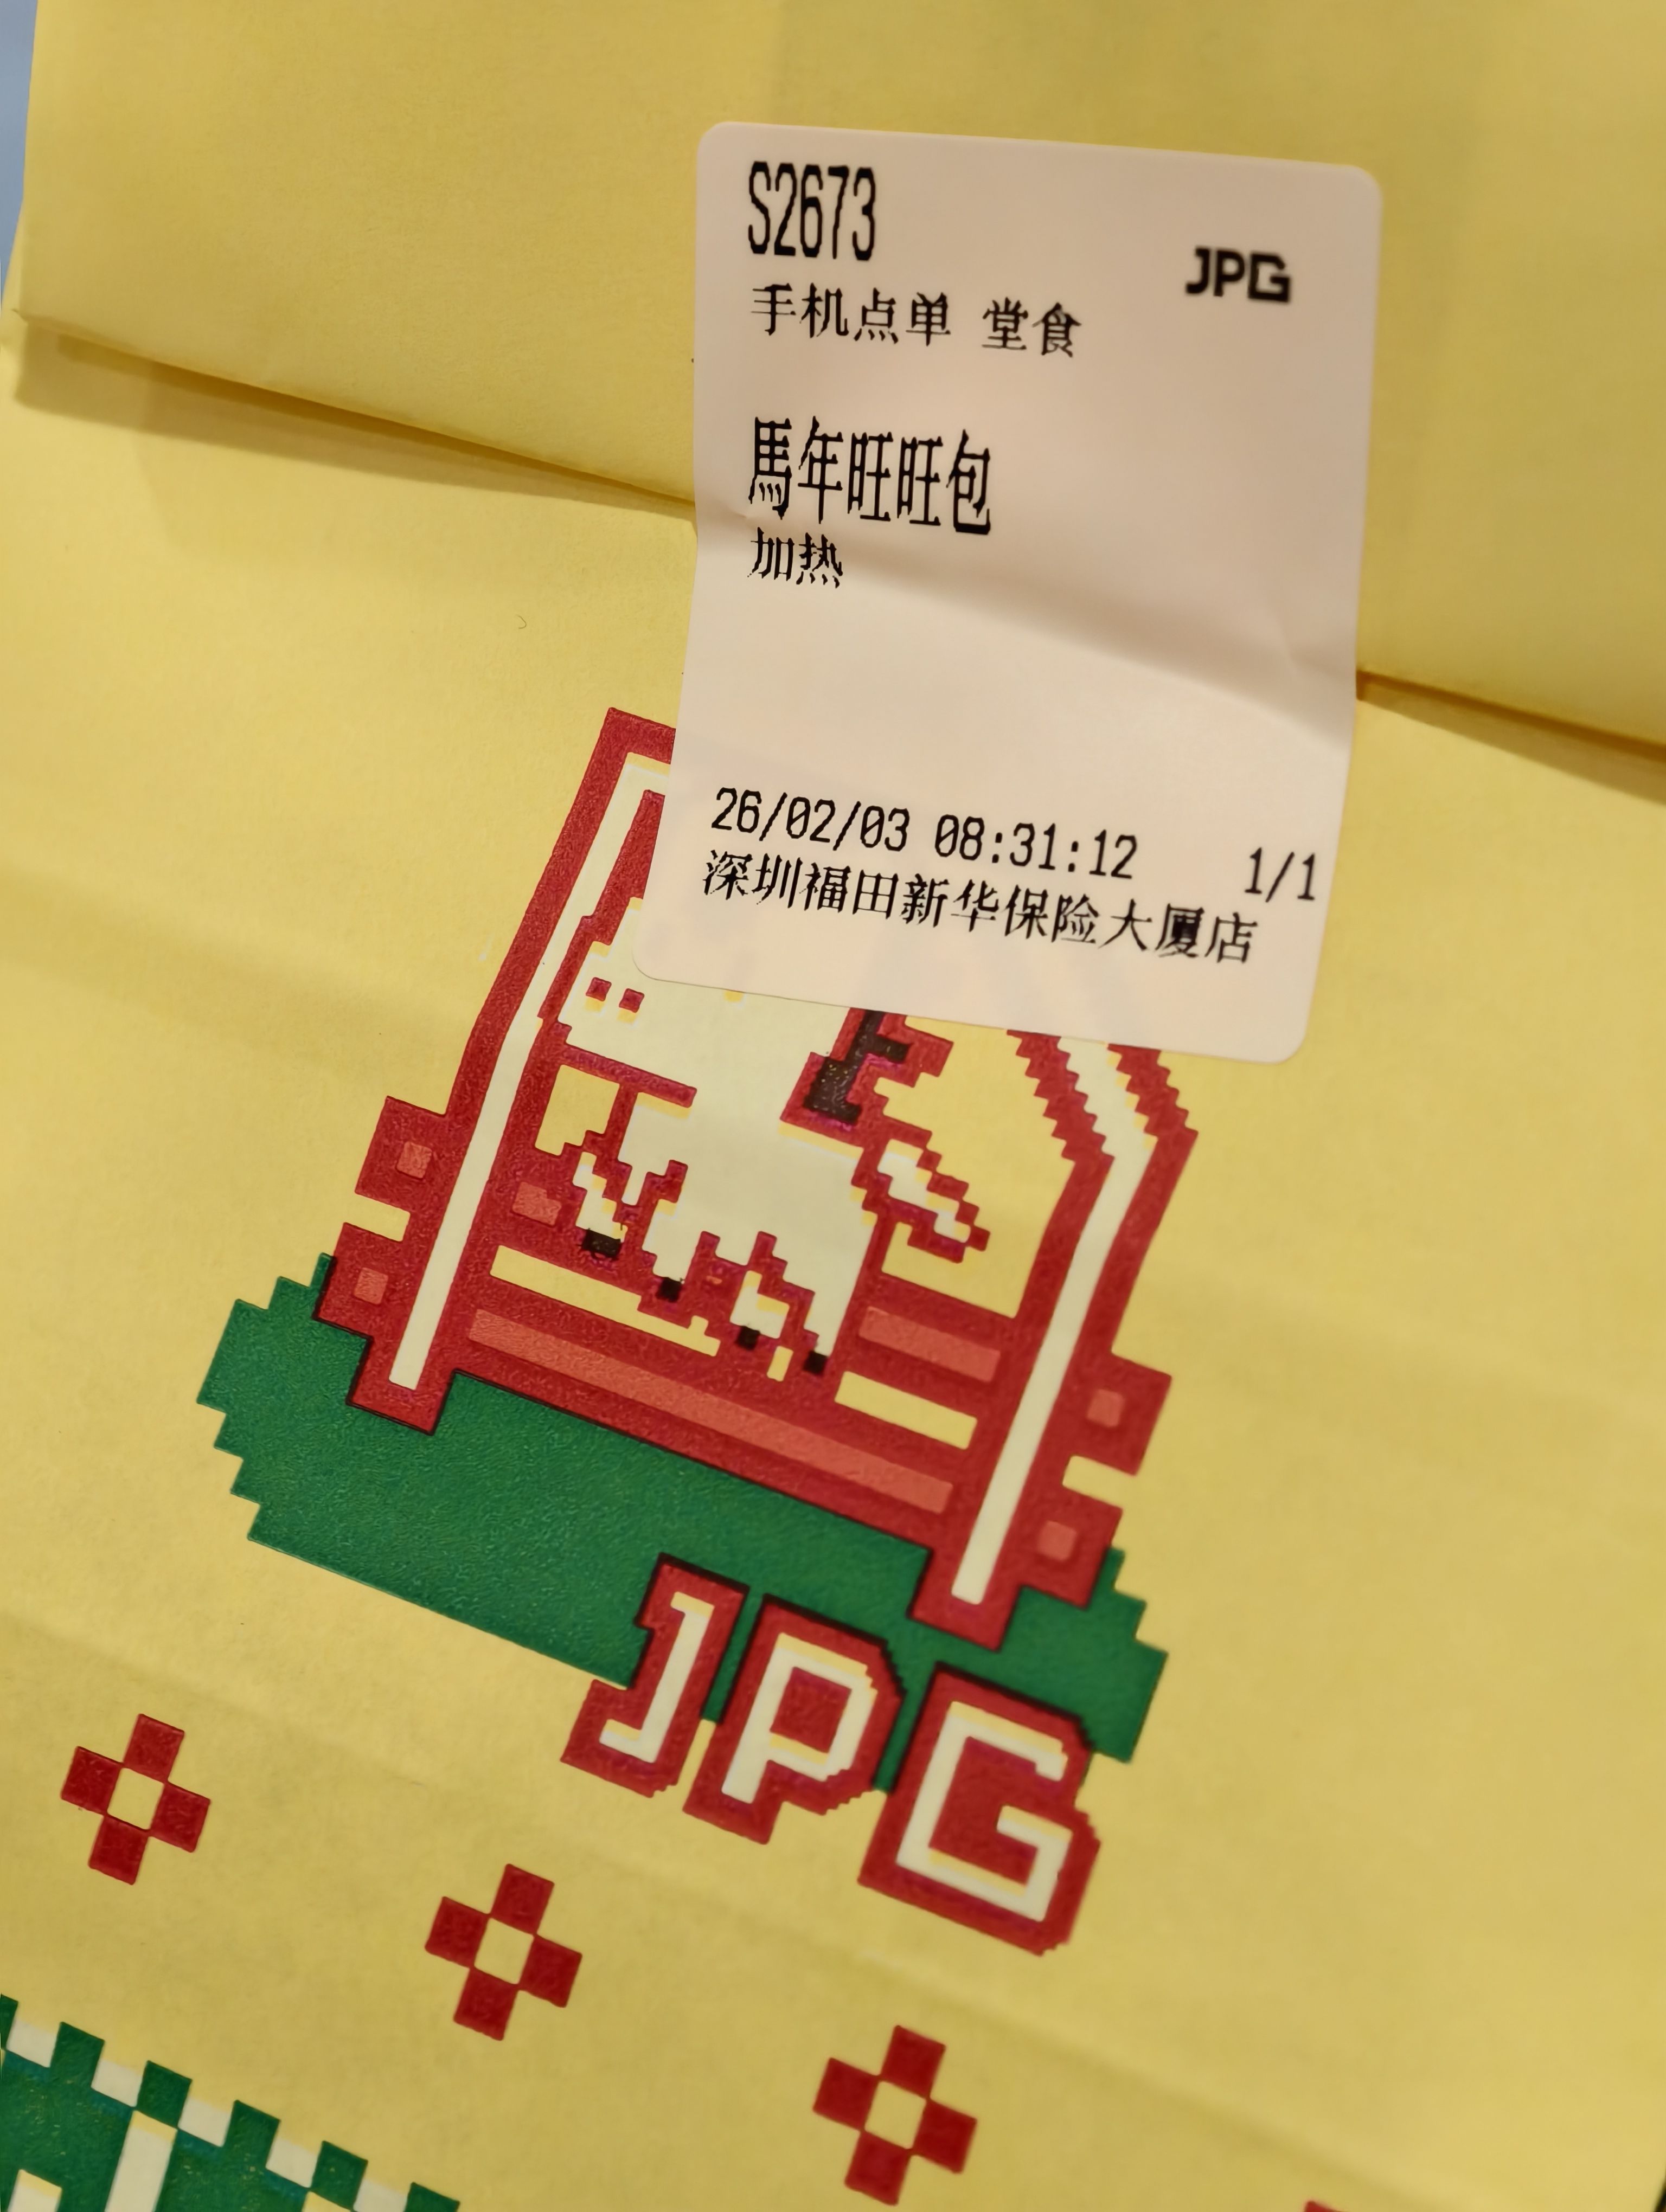 S2673
JPG
手机点单 堂食
馬年旺旺包
加热
26/02/03 08:31:12 1/1
深圳福田新华保险大厦店
JPG